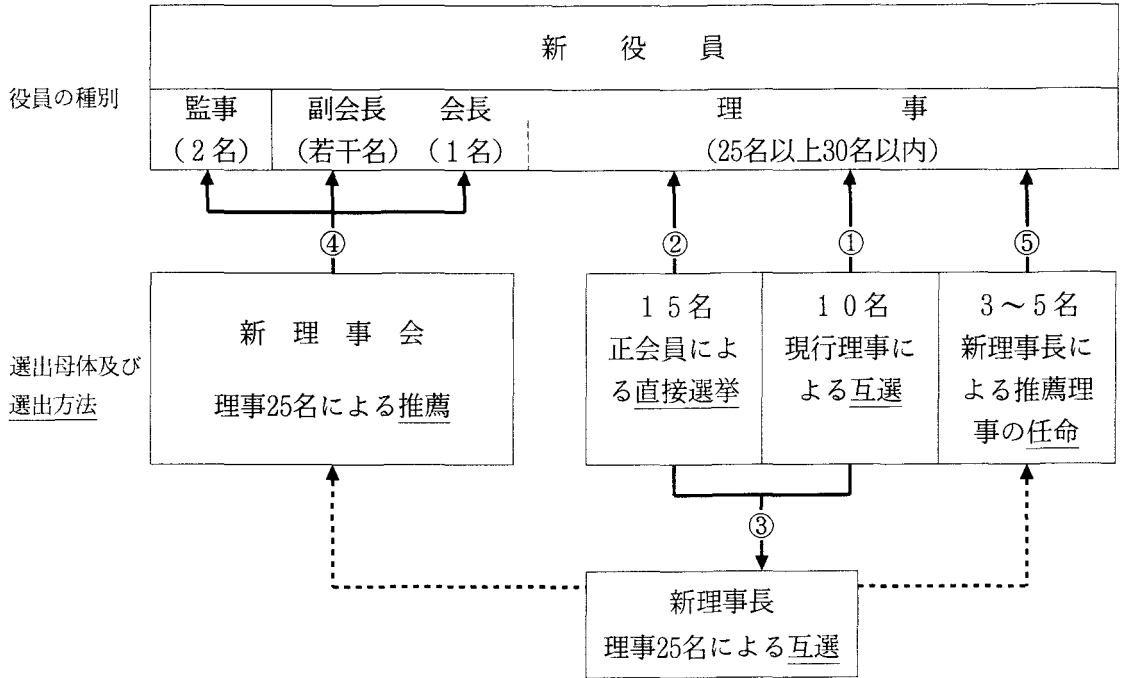 新役員
役員の種別
監事
(2名)
副会長
(若干名)
会長
(1名)
理事
(25名以上30名以内)
④
②
①
⑤
選出母体及び
選出方法
新理事会
理事25名による推薦
15名
正会員によ
る直接選挙
10名
現行理事に
よる互選
3~5名
新理事長に
よる推薦理
事の任命
③
新理事長
理事25名による互選